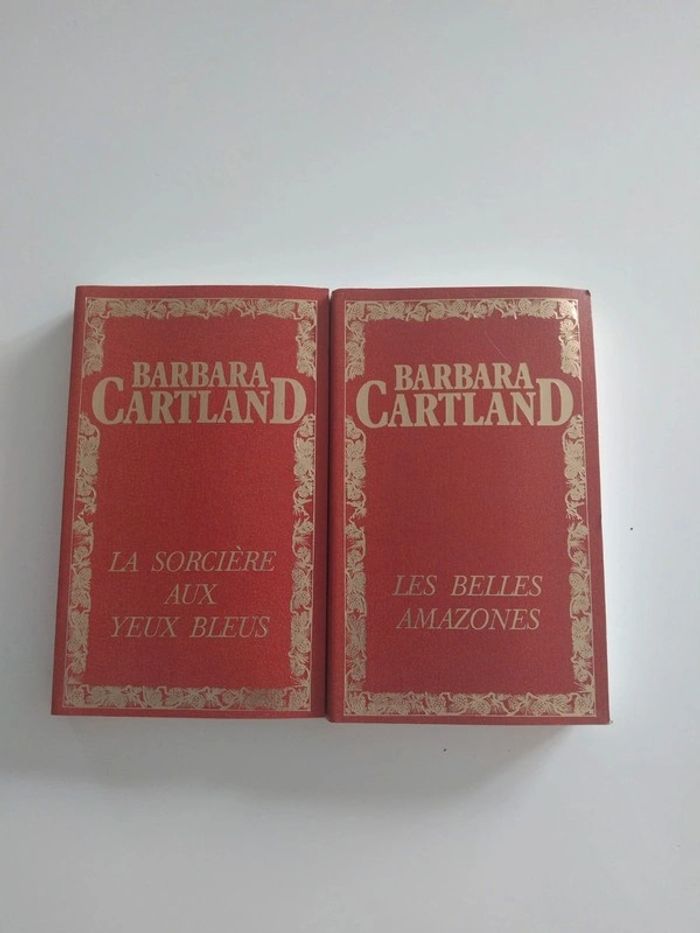 BARBARA
CARTLAND
LA SORCIÈRE
AUX
YEUX BLEUS
BARBARA
CARTLAND
LES BELLES
AMAZONES